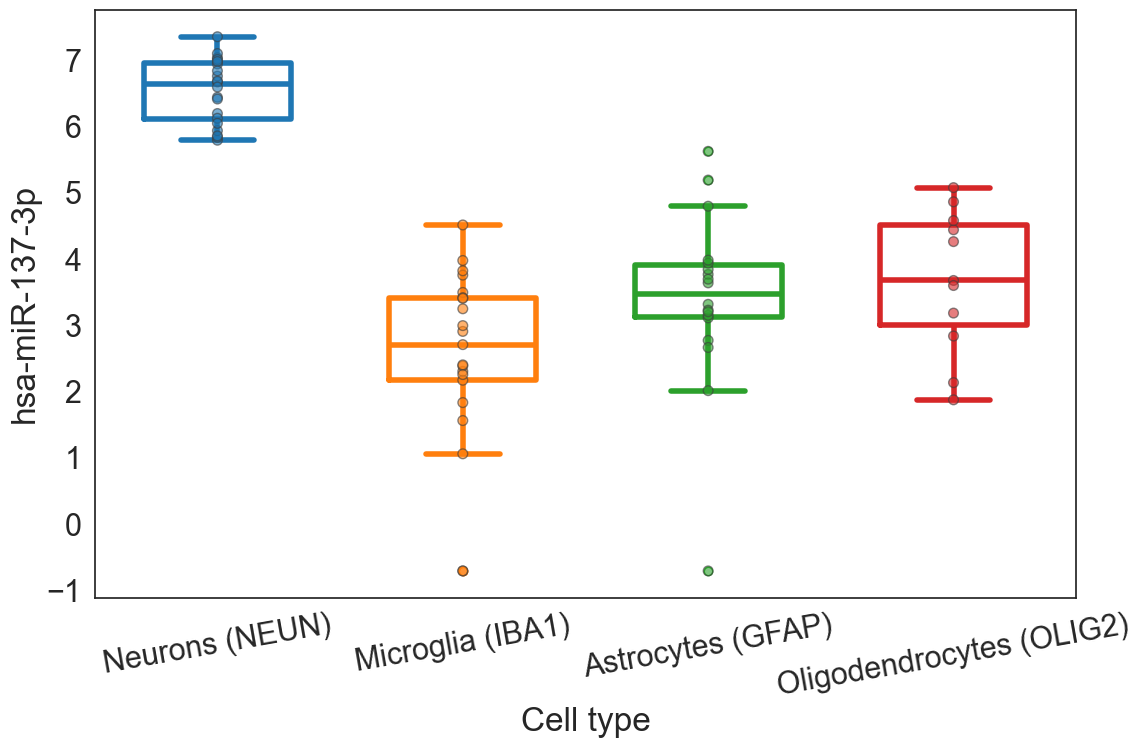 hsa-miR-137-3p
7
6
5
4
3
2
1
0
−1
Neurons (NEUN)
Microglia (IBA1)
Astrocytes (GFAP)
Oligodendrocytes (OLIG2)
Cell type